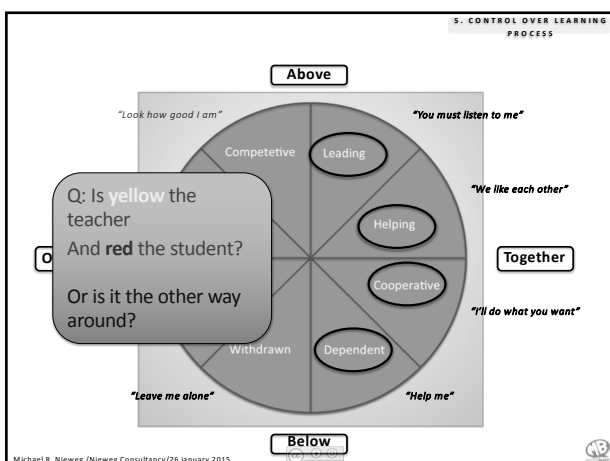 5. CONTROL OVER LEARNING
PROCESS
Above
"Look how good I am"
"You must listen to me"
Competetive
Leading
"We like each other"
Helping
Q: Is yellow the
teacher
And red the student?
Or is it the other way
around?
O
Together
Cooperative
"I'll do what you want"
Withdrawn
Dependent
"Leave me alone"
"Help me"
Below
Michael R. Nieweg /Nieweg Consultancy/26 January 2015